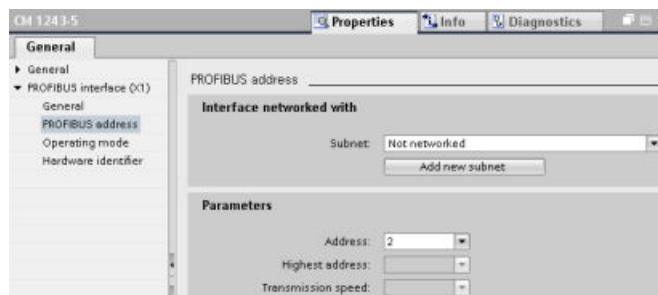 CM 1243-5
Properties
Info
Diagnostics
General
General
PROFIBUS interface (X1)
General
PROFIBUS address
Operating mode
Hardware identifier
PROFIBUS address
Interface networked with
Subnet: Not networked
Add new subnet
Parameters
Address: 2
Highest address:
Transmission speed: